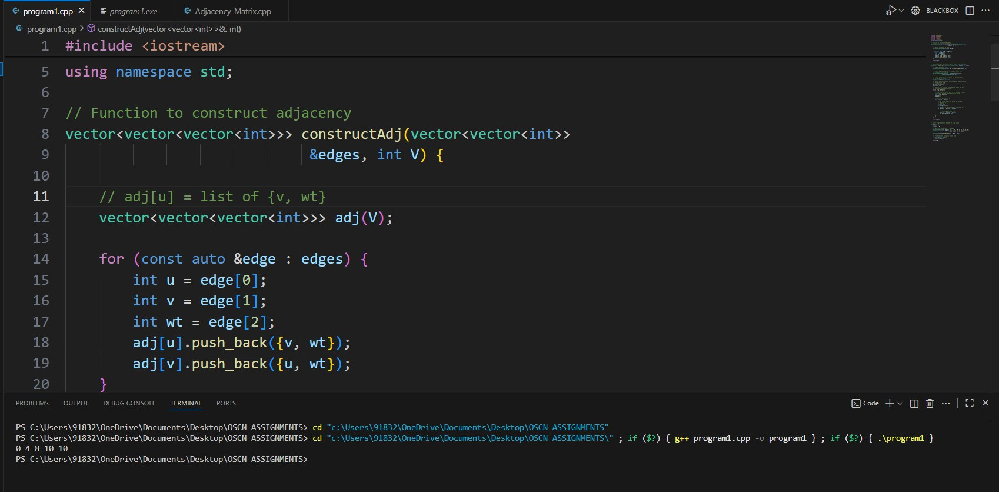 program1.cpp program1.exe Adjacency_Matrix.cpp BLACKBOX
program1.cpp > constructAdj(vector<vector<int>>&, int)
1 #include <iostream>
5 using namespace std;
6
7 // Function to construct adjacency
8 vector<vector<vector<int>>> constructAdj(vector<vector<int>>
9 &edges, int V) {
10
11 // adj[u] = list of {v, wt}
12 vector<vector<vector<int>>> adj(V);
13
14 for (const auto &edge : edges) {
15 int u = edge[0];
16 int v = edge[1];
17 int wt = edge[2];
18 adj[u].push_back({v, wt});
19 adj[v].push_back({u, wt});
20 }
PROBLEMS OUTPUT DEBUG CONSOLE TERMINAL PORTS Code
PS C:\Users\91832\OneDrive\Documents\Desktop\OSCN ASSIGNMENTS> cd "c:\Users\91832\OneDrive\Documents\Desktop\OSCN ASSIGNMENTS"
PS C:\Users\91832\OneDrive\Documents\Desktop\OSCN ASSIGNMENTS> cd "c:\Users\91832\OneDrive\Documents\Desktop\OSCN ASSIGNMENTS\" ; if ($?) { g++ program1.cpp -o program1 } ; if ($?) { .\program1 }
0 4 8 10 10
PS C:\Users\91832\OneDrive\Documents\Desktop\OSCN ASSIGNMENTS>